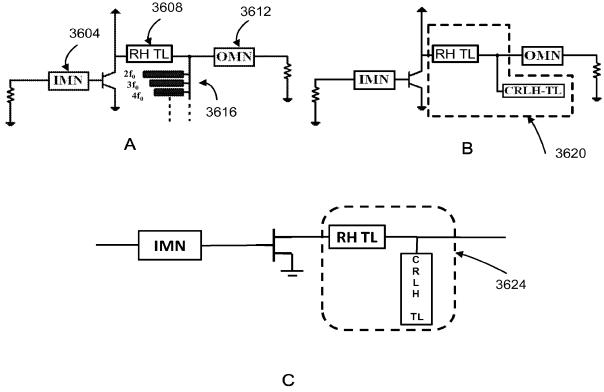 3604
3608
3612
IMN
RH TL
OMN
2f₀
3f₀
4f₀
3616
A
IMN
RH TL
OMN
CRLH-TL
B
3620
IMN
RH TL
C
R
L
H
TL
3624
C